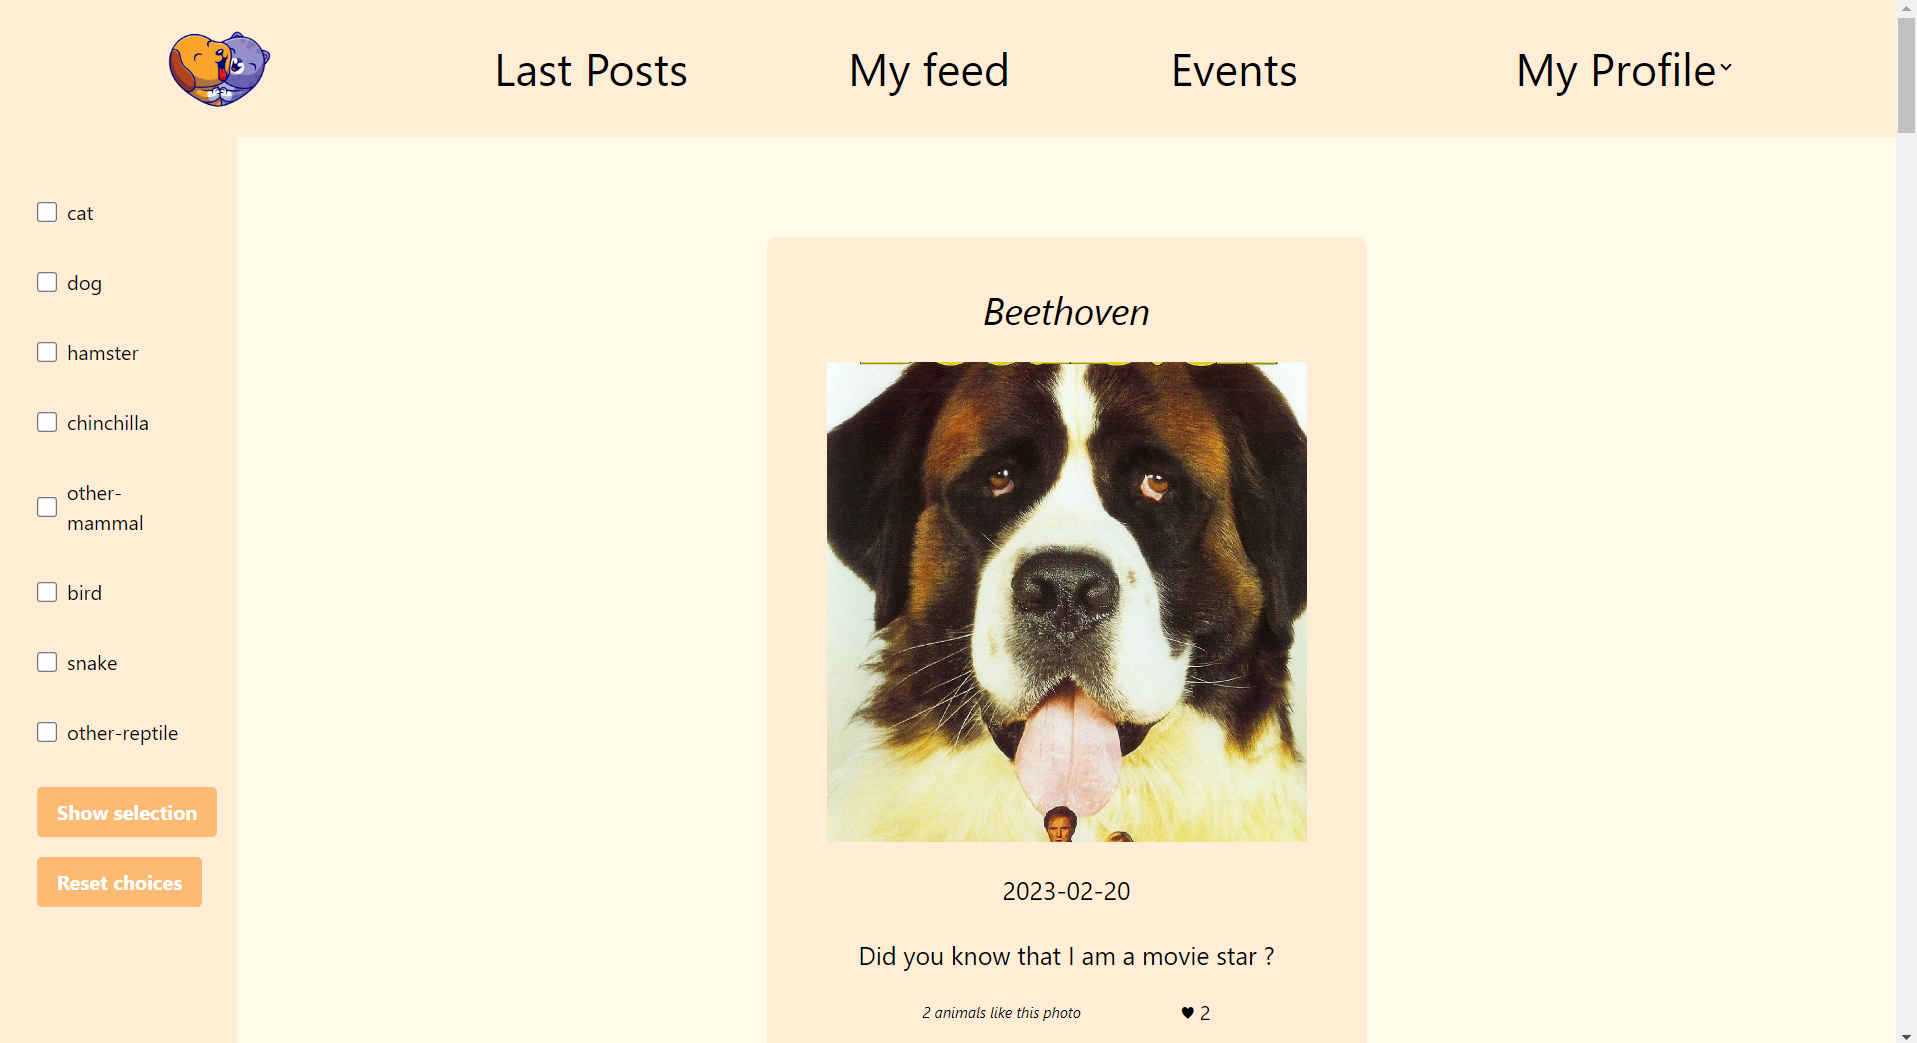 Last Posts
My feed
Events
My Profile
cat
dog
hamster
chinchilla
other-
mammal
bird
snake
other-reptile
Show selection
Reset choices
Beethoven
2023-02-20
Did you know that I am a movie star ?
2 animals like this photo
♥ 2